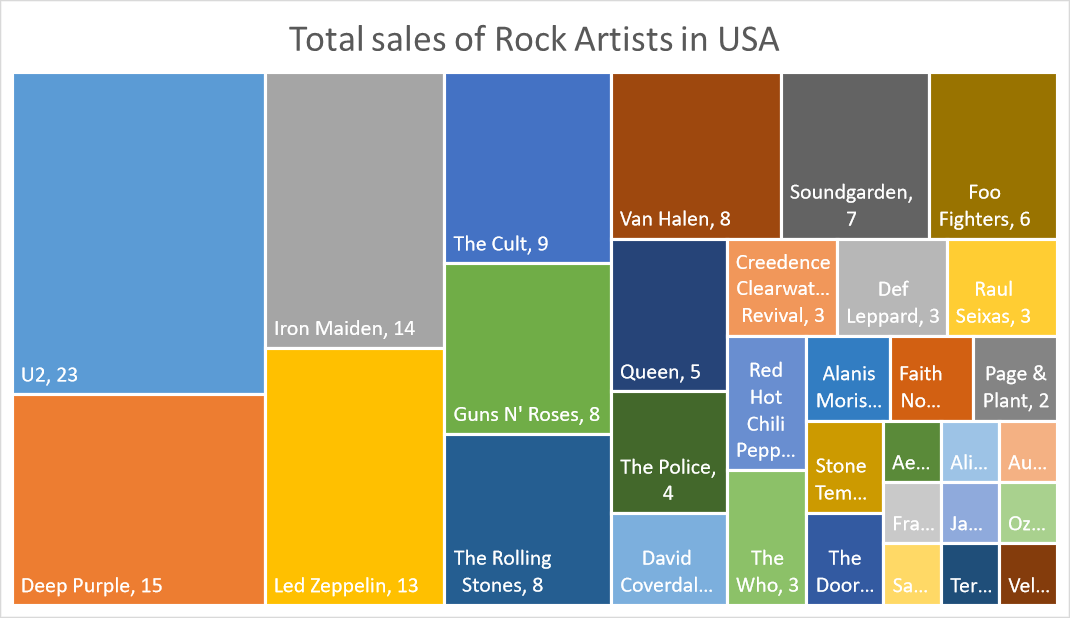 Total sales of Rock Artists in USA
U2, 23
Deep Purple, 15
Iron Maiden, 14
Led Zeppelin, 13
The Cult, 9
Guns N' Roses, 8
The Rolling
Stones, 8
Van Halen, 8
Soundgarden,
7
Foo
Fighters, 6
Queen, 5
The Police,
4
David
Coverdal...
Creedence
Clearwat...
Revival, 3
Def
Leppard, 3
Raul
Seixas, 3
Red
Hot
Chili
Pepp...
The
Who, 3
Alanis
Moris...
Faith
No...
Page &
Plant, 2
Stone
Tem...
The
Door...
Ae...
Ali...
Au...
Fra...
Ja...
Oz...
Sa...
Ter...
Vel...